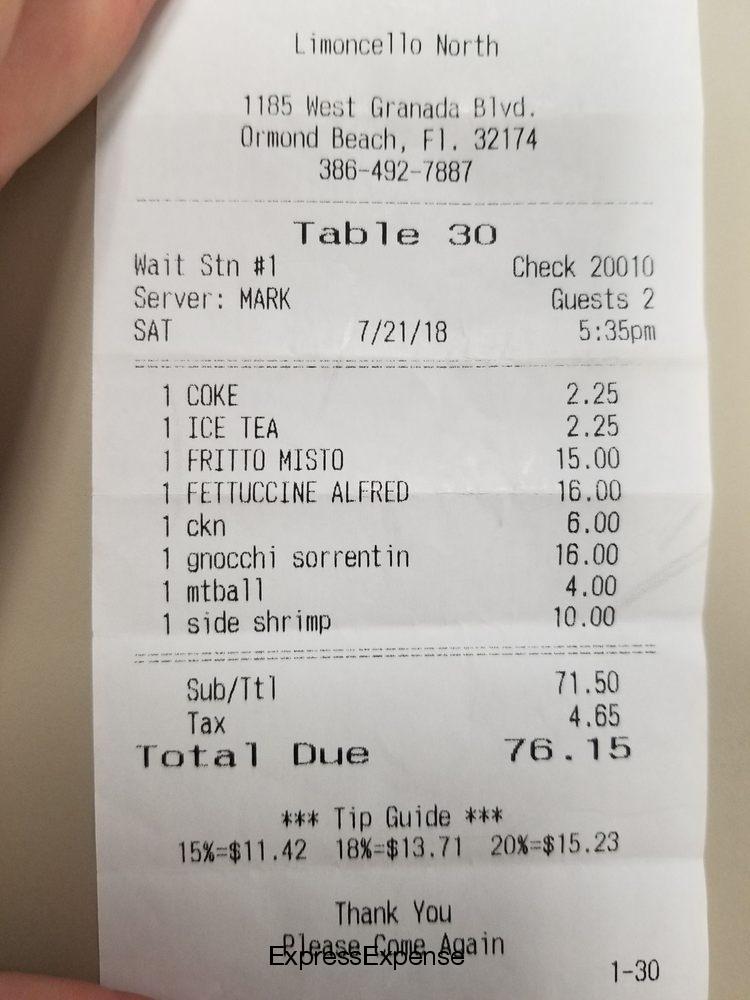 Limoncello North
1185 West Granada Blvd.
Ormond Beach, Fl. 32174
386-492-7887
Table 30
Wait Stn #1 Check 20010
Server: MARK Guests 2
SAT 7/21/18 5:35pm
1 COKE 2.25
1 ICE TEA 2.25
1 FRITTO MISTO 15.00
1 FETTUCCINE ALFRED 16.00
1 ckn 6.00
1 gnocchi sorrentin 16.00
1 mtball 4.00
1 side shrimp 10.00
Sub/Ttl 71.50
Tax 4.65
Total Due 76.15
*** Tip Guide ***
15%=$11.42 18%=$13.71 20%=$15.23
Thank You
Please Come Again
ExpressExpense
1-30